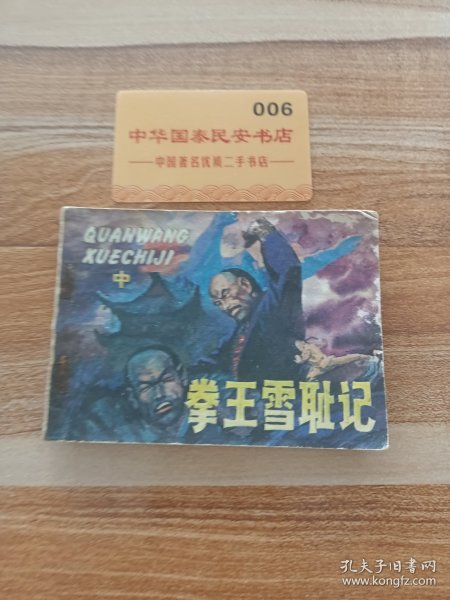 006
中华国泰民安书店
中国著名优质二手书店
QUANWANG
XUECHIJI
中
拳王雪耻记
孔夫子旧书网
www.kongfz.com